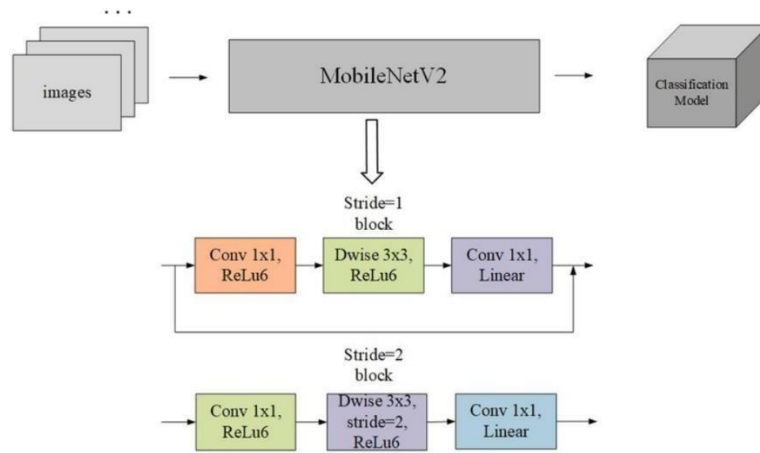 . . .
images
MobileNetV2
Classification
Model
Stride=1
block
Conv 1x1,
ReLu6
Dwise 3x3,
ReLu6
Conv 1x1,
Linear
Stride=2
block
Conv 1x1,
ReLu6
Dwise 3x3,
stride=2,
ReLu6
Conv 1x1,
Linear